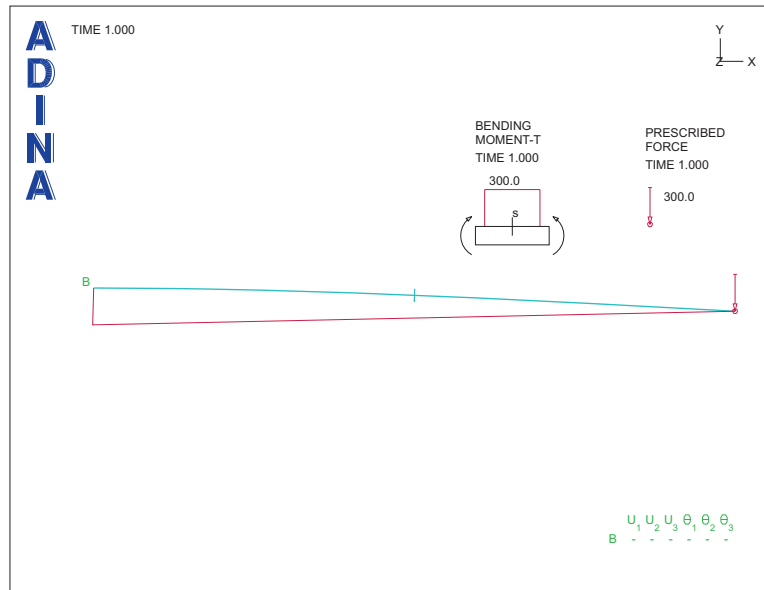 ADINA
TIME 1.000
Y
Z X
BENDING
MOMENT-T
TIME 1.000
300.0
s
PRESCRIBED
FORCE
TIME 1.000
300.0
B
U₁ U₂ U₃ θ₁ θ₂ θ₃
B - - - - - -